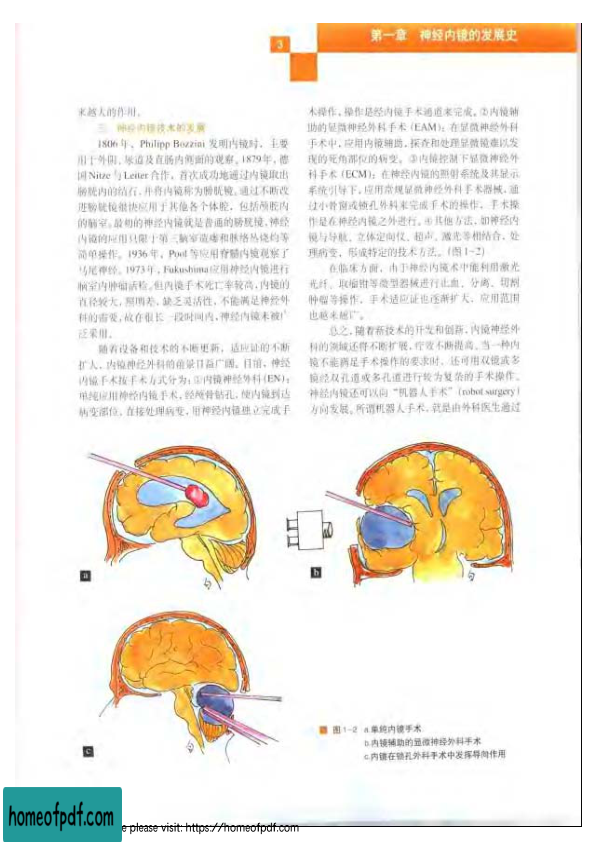 3
第一章 神经内镜的发展史
来越大的作用。
三、神经内镜技术的发展
1806年，Philipp Bozzini 发明内镜时，主要
用于外阴、尿道及直肠内侧面的观察。1879年，德
国Nitze 与 Leiter 合作，首次成功地通过内镜取出
膀胱内的结石，并将内镜称为膀胱镜。通过不断改
进膀胱镜很快应用于其他各个体腔，包括颅腔内
的脑室。最初的神经内镜就是普通的膀胱镜，神经
内镜的应用只限于第三脑室造瘘和脉络丛烧灼等
简单操作。1936年，Pool 等应用脊髓内镜观察了
马尾神经。1973年，Fukushima应用神经内镜进行
脑室内肿瘤活检。但内镜手术死亡率较高，内镜的
直径较大，照明差，缺乏灵活性，不能满足神经外
科的需要，故在很长一段时间内，神经内镜未被广
泛采用。
随着设备和技术的不断更新，适应证的不断
扩大，内镜神经外科的前景日益广阔。目前，神经
内镜手术按手术方式分为：①内镜神经外科(EN)：
单纯应用神经内镜手术，经颅骨钻孔，使内镜到达
病变部位，直接处理病变，用神经内镜独立完成手
术操作，操作是经内镜手术通道来完成。②内镜辅
助的显微神经外科手术(EAM)：在显微神经外科
手术中，应用内镜辅助，探查和处理显微镜难以发
现的死角部位的病变。③内镜控制下显微神经外
科手术(ECM)：在神经内镜的照射系统及其显示
系统引导下，应用常规显微神经外科手术器械，通
过小骨窗或锁孔外科来完成手术的操作，手术操
作是在神经内镜之外进行。④其他方法，如神经内
镜与导航、立体定向仪、超声、激光等相结合，处
理病变，形成特定的技术方法。(图1-2)
在临床方面，由于神经内镜术中能利用激光
光纤、取瘤钳等微型器械进行止血、分离、切割
肿瘤等操作，手术适应证也逐渐扩大，应用范围
也越来越广。
总之，随着新技术的开发和创新，内镜神经外
科的领域还得不断扩展，疗效不断提高。当一种内
镜不能满足手术操作的要求时，还可用双镜或多
镜经双孔道或多孔道进行较为复杂的手术操作。
神经内镜还可以向“机器人手术”(robot surgery)
方向发展。所谓机器人手术，就是由外科医生通过
a
b
c
图1-2 a.单纯内镜手术
b.内镜辅助的显微神经外科手术
c.内镜在锁孔外科手术中发挥导向作用
homeofpdf.com
e please visit: https://homeofpdf.com